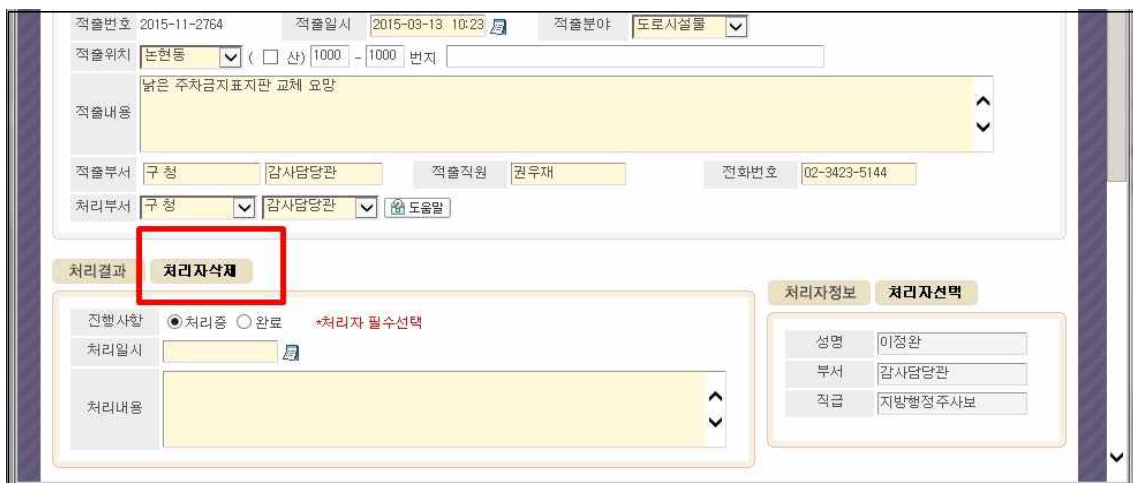 적출번호 2015-11-2764 적출일시 2015-03-13 10:23 적출분야 도로시설물
적출위치 논현동 ( 산) 1000 - 1000 번지
적출내용 낡은 주차금지표지판 교체 요망
적출부서 구 청 감사담당관 적출직원 권우재 전화번호 02-3423-5144
처리부서 구 청 감사담당관 도움말
처리결과 처리자삭제
진행사항 처리중 완료 *처리자 필수선택
처리일시
처리내용
처리자정보 처리자선택
성명 이정완
부서 감사담당관
직급 지방행정주사보